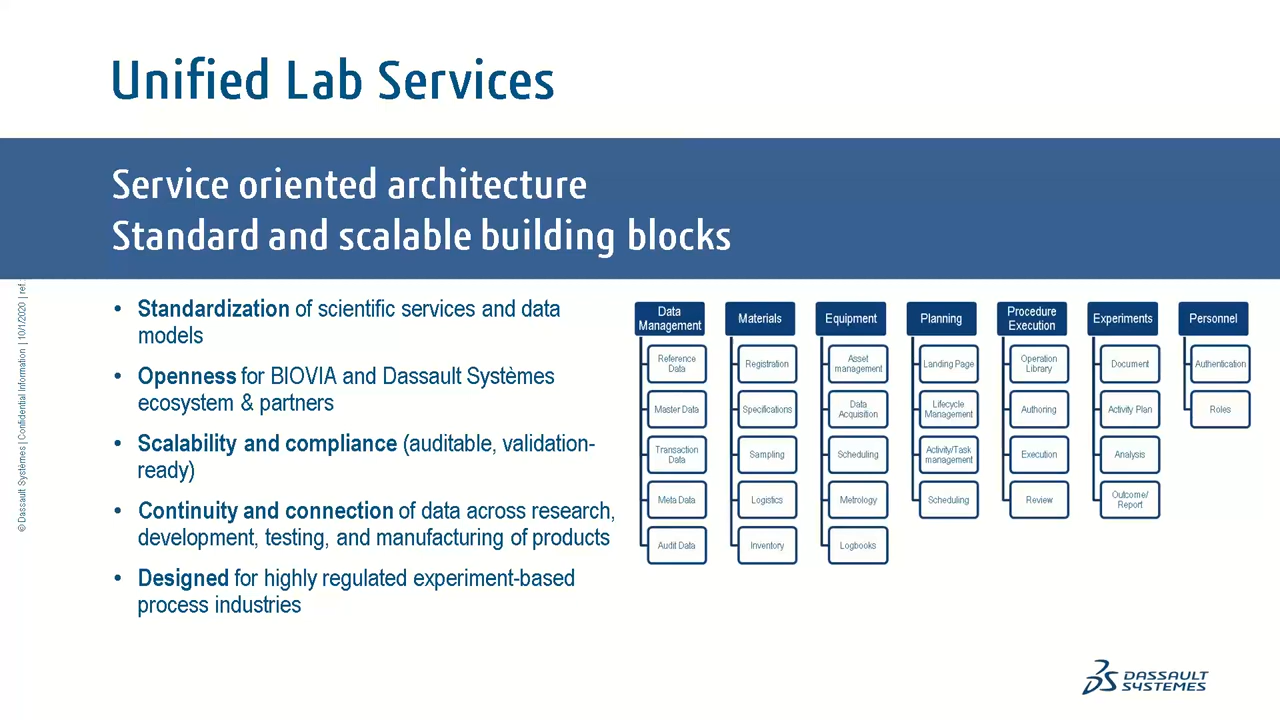 Unified Lab Services
Service oriented architecture
Standard and scalable building blocks
• Standardization of scientific services and data
models
• Openness for BIOVIA and Dassault Systèmes
ecosystem & partners
• Scalability and compliance (auditable, validation-
ready)
• Continuity and connection of data across research,
development, testing, and manufacturing of products
• Designed for highly regulated experiment-based
process industries
Data
Management
Reference
Data
Master Data
Transaction
Data
Meta Data
Audit Data
Materials
Registration
Specifications
Sampling
Logistics
Inventory
Equipment
Asset
management
Data
Acquisition
Scheduling
Metrology
Logbooks
Planning
Landing Page
Lifecycle
Management
Activity/Task
management
Scheduling
Procedure
Execution
Operation
Library
Authoring
Execution
Review
Experiments
Document
Activity Plan
Analysis
Outcome/
Report
Personnel
Authentication
Roles
© Dassault Systèmes | Confidential Information | 10/1/2020 | ref.:
DASSAULT
SYSTEMES